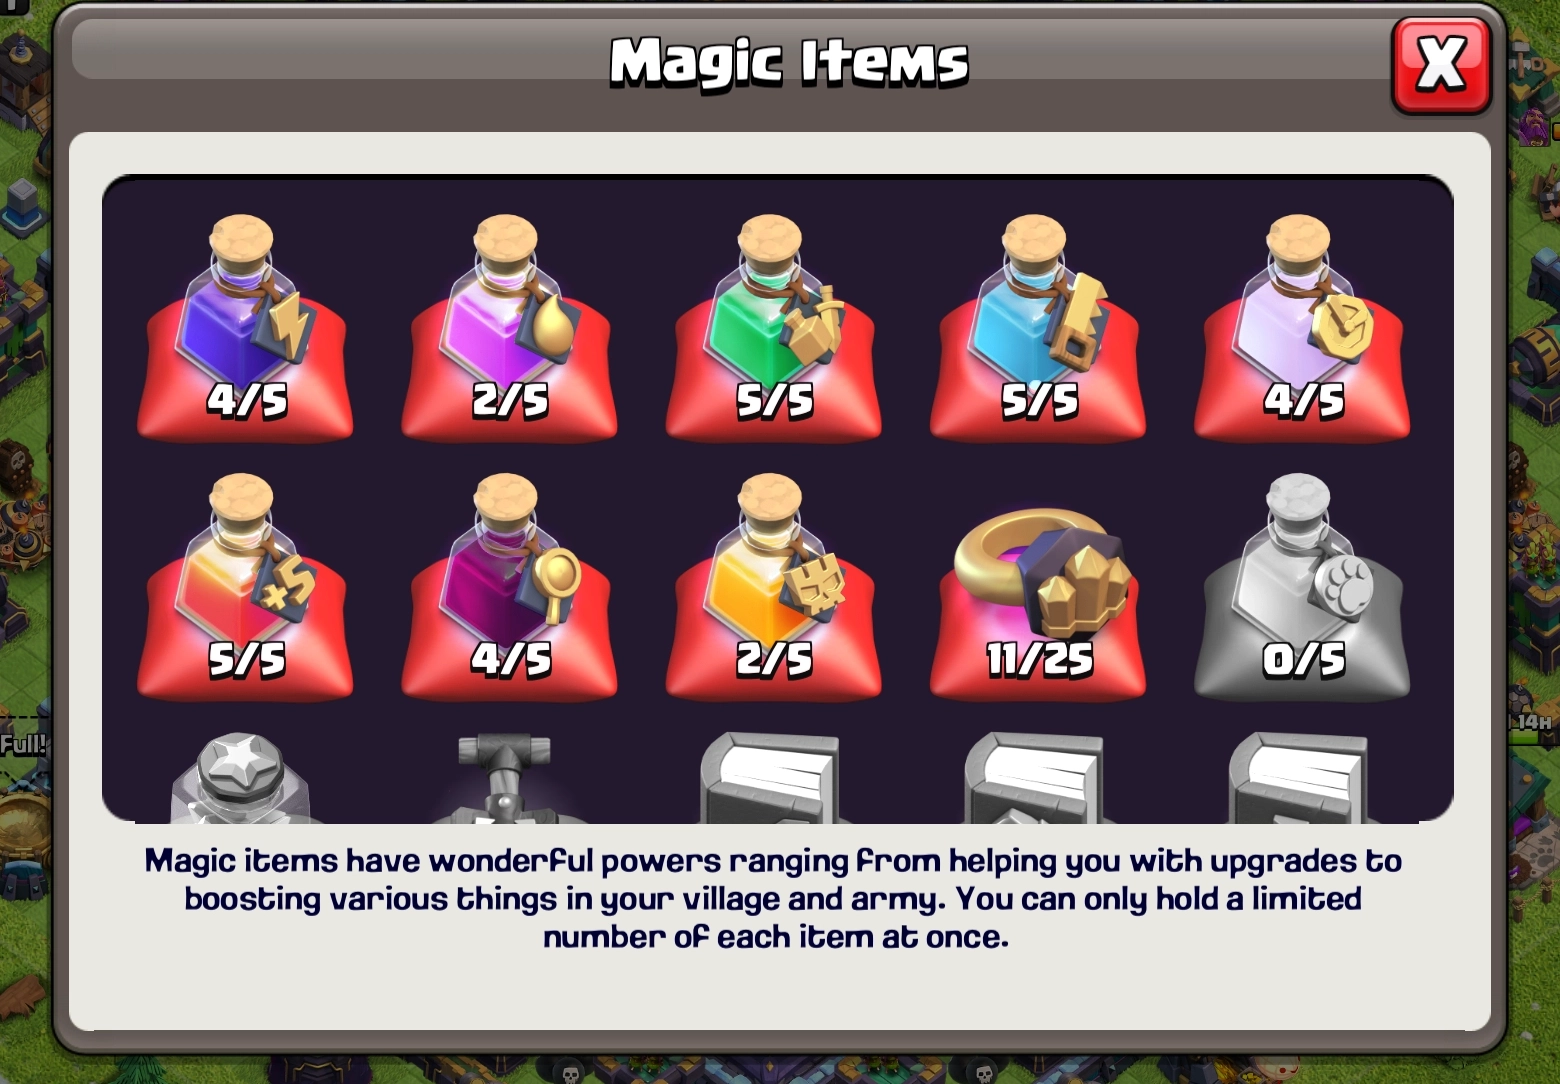 Magic Items
X
4/5 2/5 5/5 5/5 4/5
+5
5/5 4/5 2/5 11/25 0/5
Full!
14H
Magic items have wonderful powers ranging from helping you with upgrades to
boosting various things in your village and army. You can only hold a limited
number of each item at once.